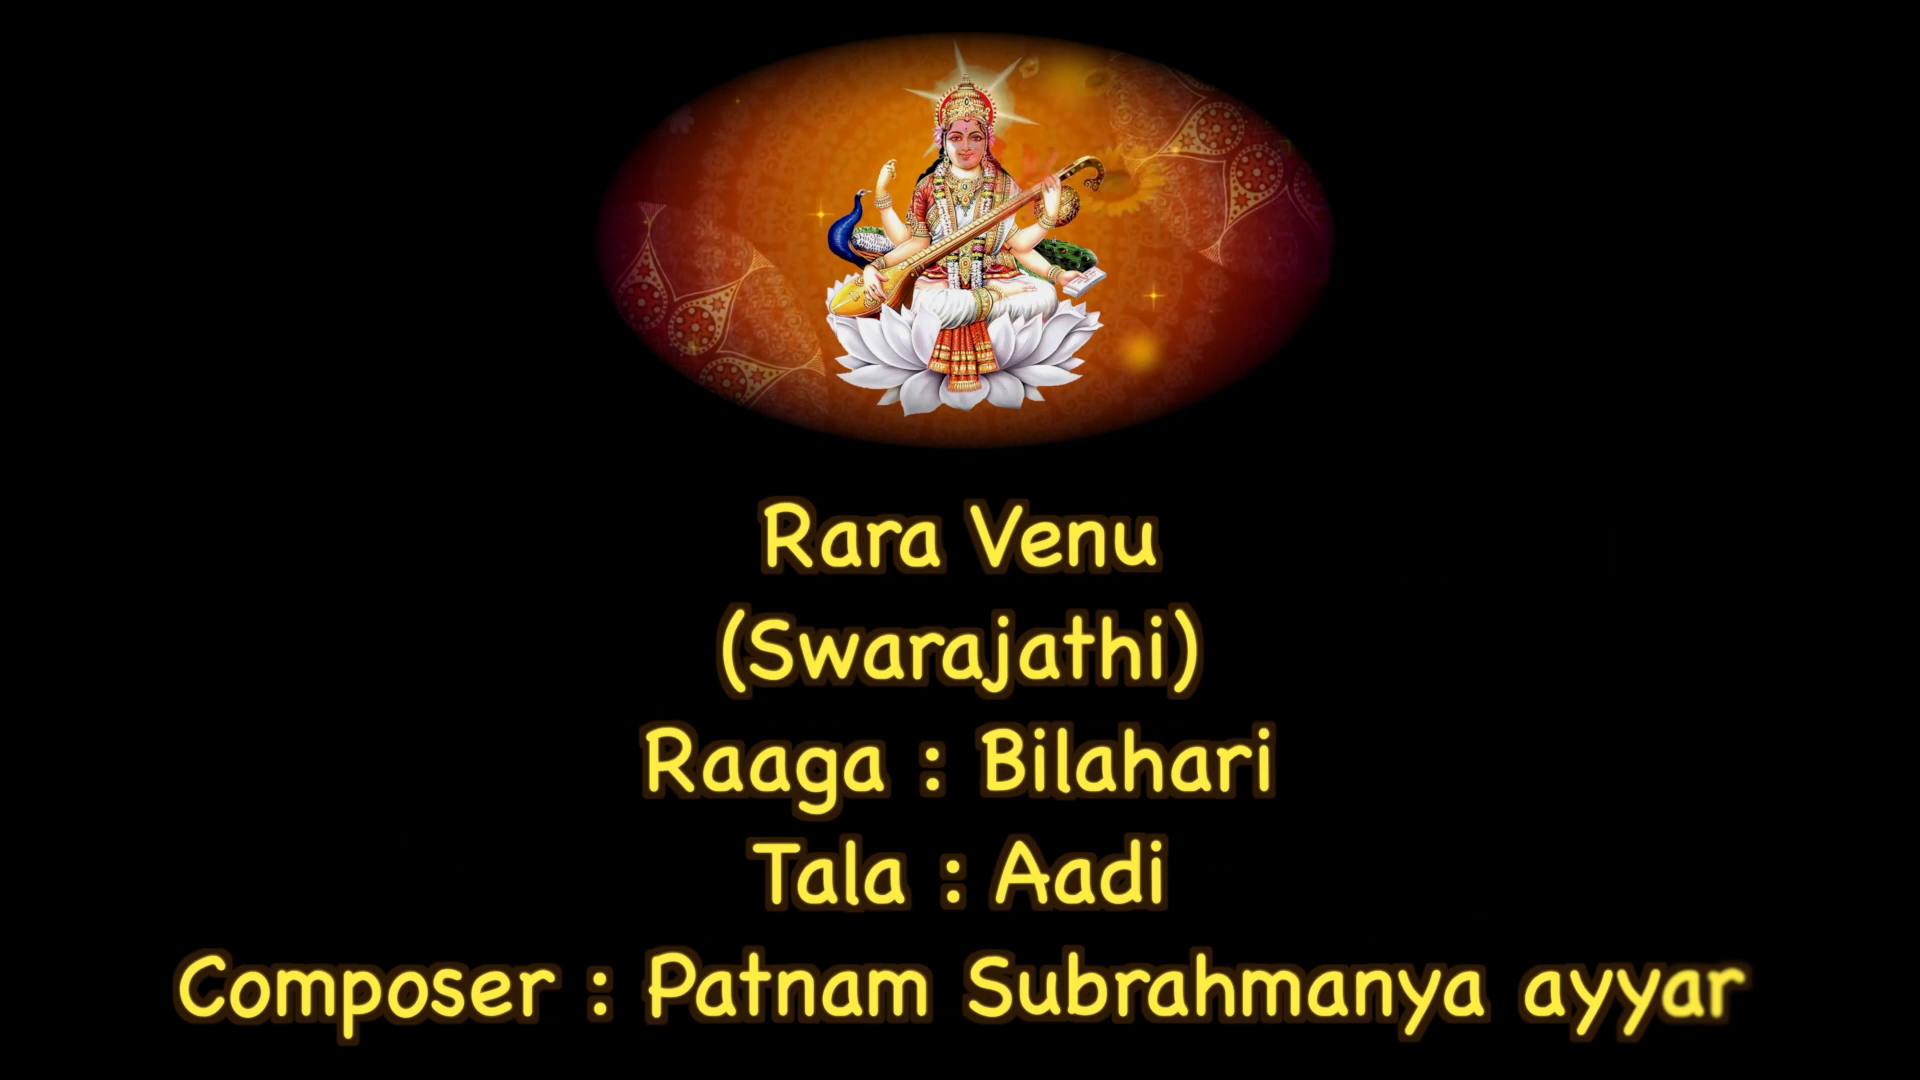 Rara Venu
(Swarajathi)
Raaga : Bilahari
Tala : Aadi
Composer : Patnam Subrahmanya ayyar